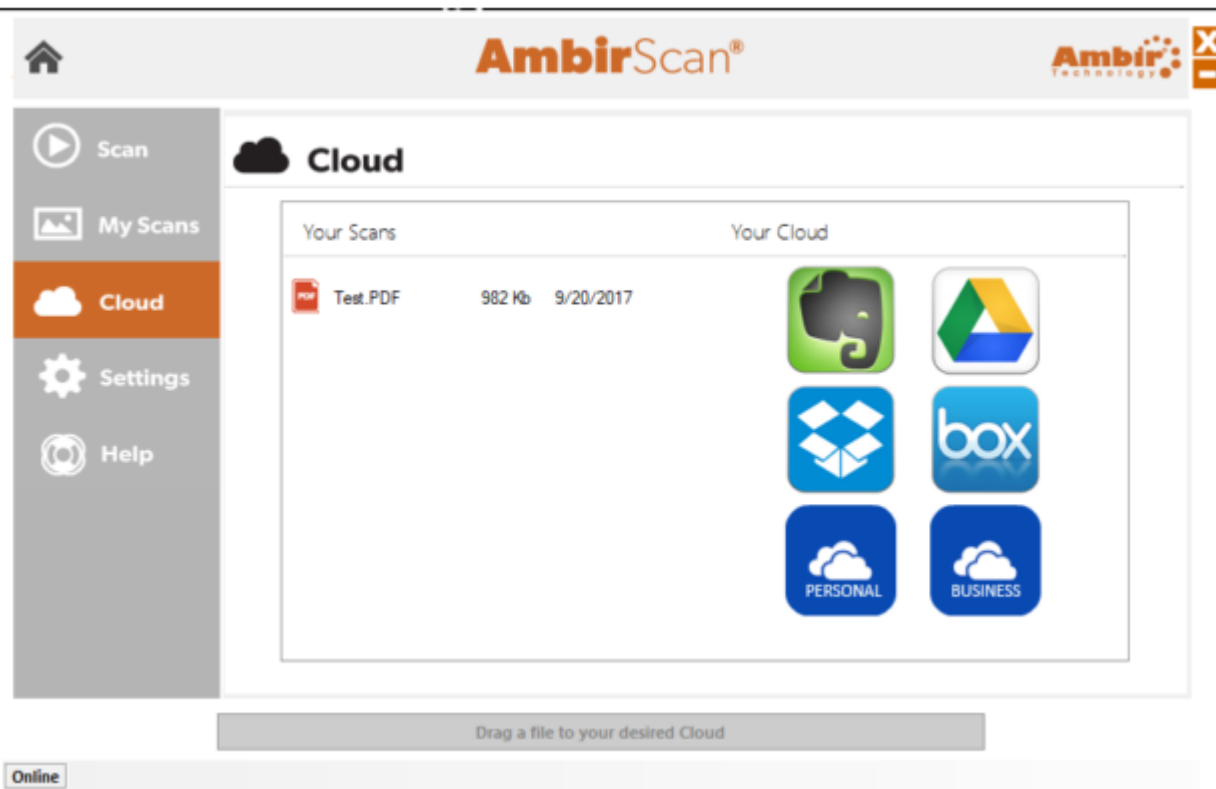 AmbirScan®
Ambir
Technology
X
Scan
Cloud
My Scans
Your Scans Your Cloud
PDF Test.PDF 982 Kb 9/20/2017
Cloud
Settings
box
Help
PERSONAL BUSINESS
Drag a file to your desired Cloud
Online